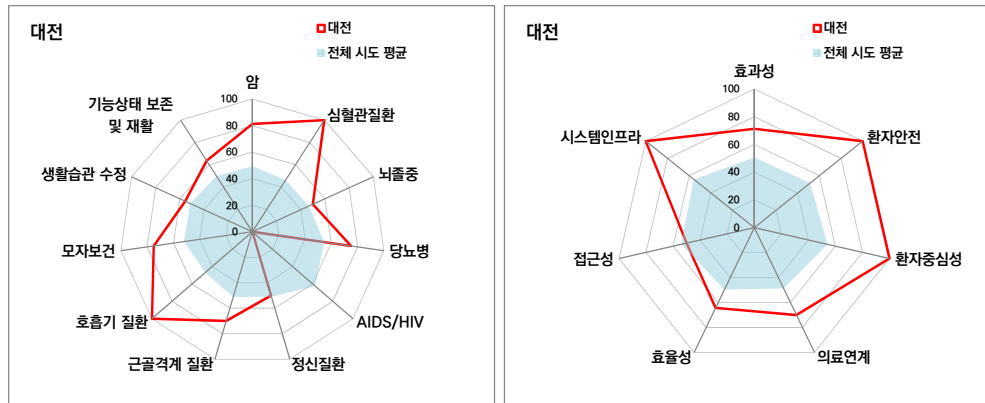 대전
대전
전체 시도 평균
암
심혈관질환
뇌졸중
당뇨병
AIDS/HIV
정신질환
근골격계 질환
호흡기 질환
모자보건
생활습관 수정
기능상태 보존
및 재활
100
80
60
40
20
0
대전
대전
전체 시도 평균
효과성
환자안전
환자중심성
의료연계
효율성
접근성
시스템인프라
100
80
60
40
20
0